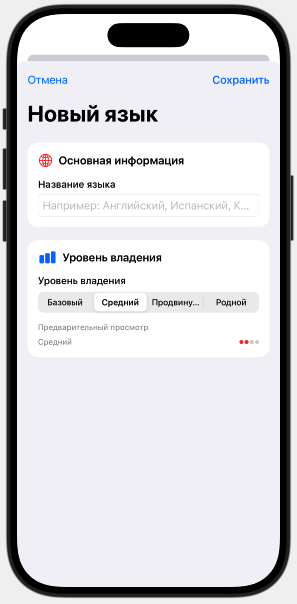 Отмена
Сохранить
Новый язык
Основная информация
Название языка
Например: Английский, Испанский, К...
Уровень владения
Уровень владения
Базовый
Средний
Продвину...
Родной
Предварительный просмотр
Средний